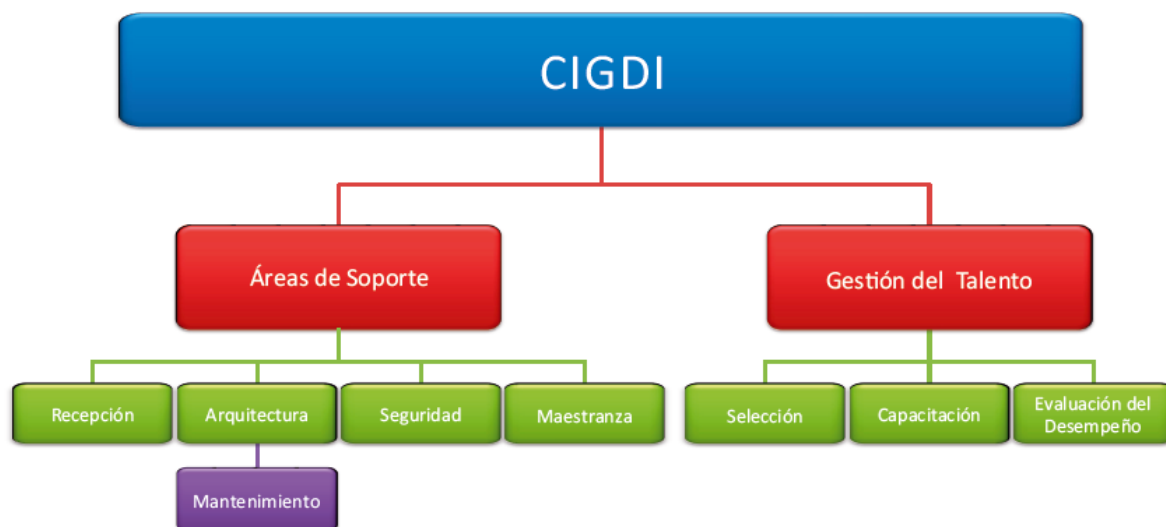 CIGDI
Áreas de Soporte
Gestión del Talento
Recepción
Arquitectura
Seguridad
Maestranza
Selección
Capacitación
Evaluación del
Desempeño
Mantenimiento